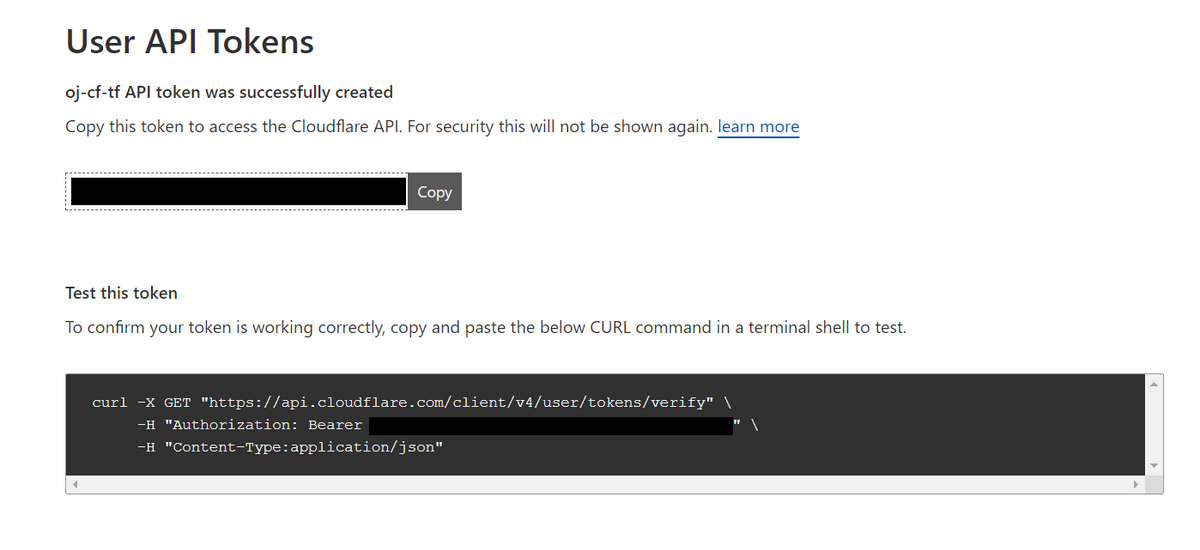 User API Tokens
oj-cf-tf API token was successfully created
Copy this token to access the Cloudflare API. For security this will not be shown again. learn more
Copy
Test this token
To confirm your token is working correctly, copy and paste the below CURL command in a terminal shell to test.
curl -X GET "https://api.cloudflare.com/client/v4/user/tokens/verify" \
-H "Authorization: Bearer " \
-H "Content-Type:application/json"